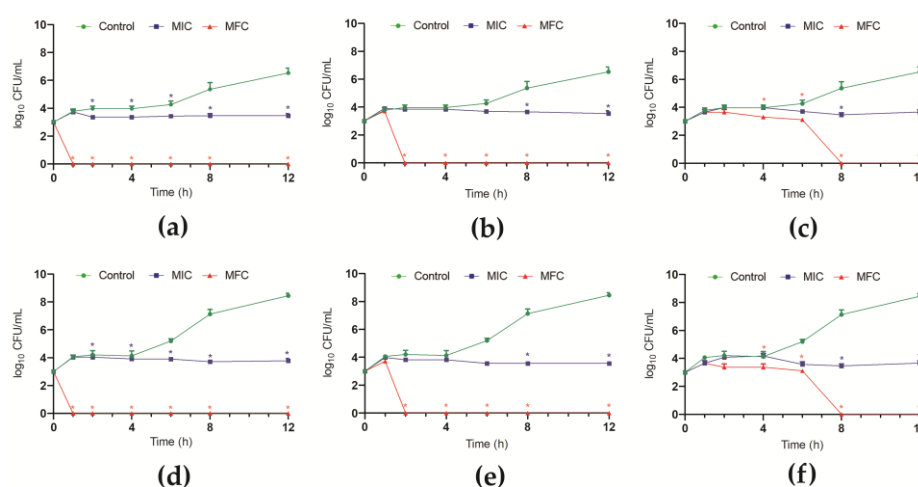 Control MIC MFC
log10 CFU/mL
10
8
6
4
2
0
* * * * *
* * * * * *
0 4 8 12
Time (h)
(a)
Control MIC MFC
log10 CFU/mL
10
8
6
4
2
0
* *
* * * * *
0 4 8 12
Time (h)
(b)
Control MIC MFC
log10 CFU/mL
10
8
6
4
2
0
* * *
*
0 4 8
Time (h)
(c)
Control MIC MFC
log10 CFU/mL
10
8
6
4
2
0
* * * * *
* * * * * *
0 4 8 12
Time (h)
(d)
Control MIC MFC
log10 CFU/mL
10
8
6
4
2
0
* *
* * * * *
0 4 8 12
Time (h)
(e)
Control MIC MFC
log10 CFU/mL
10
8
6
4
2
0
* * *
*
0 4 8
Time (h)
(f)